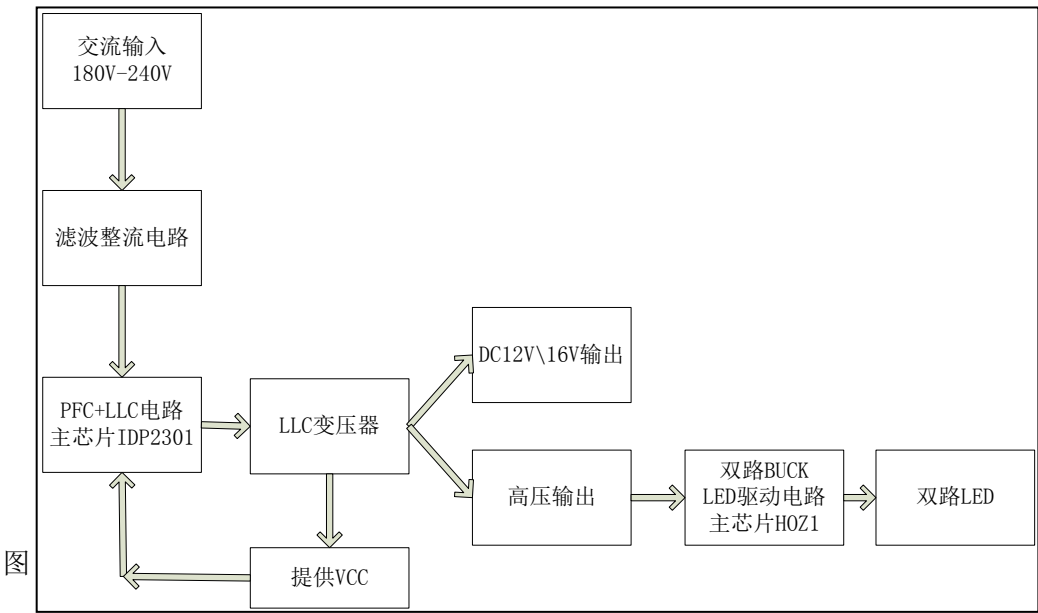 交流输入
180V-240V
滤波整流电路
PFC+LLC电路
主芯片IDP2301
LLC变压器
DC12V\16V输出
高压输出
双路BUCK
LED驱动电路
主芯片HOZ1
双路LED
提供VCC
图